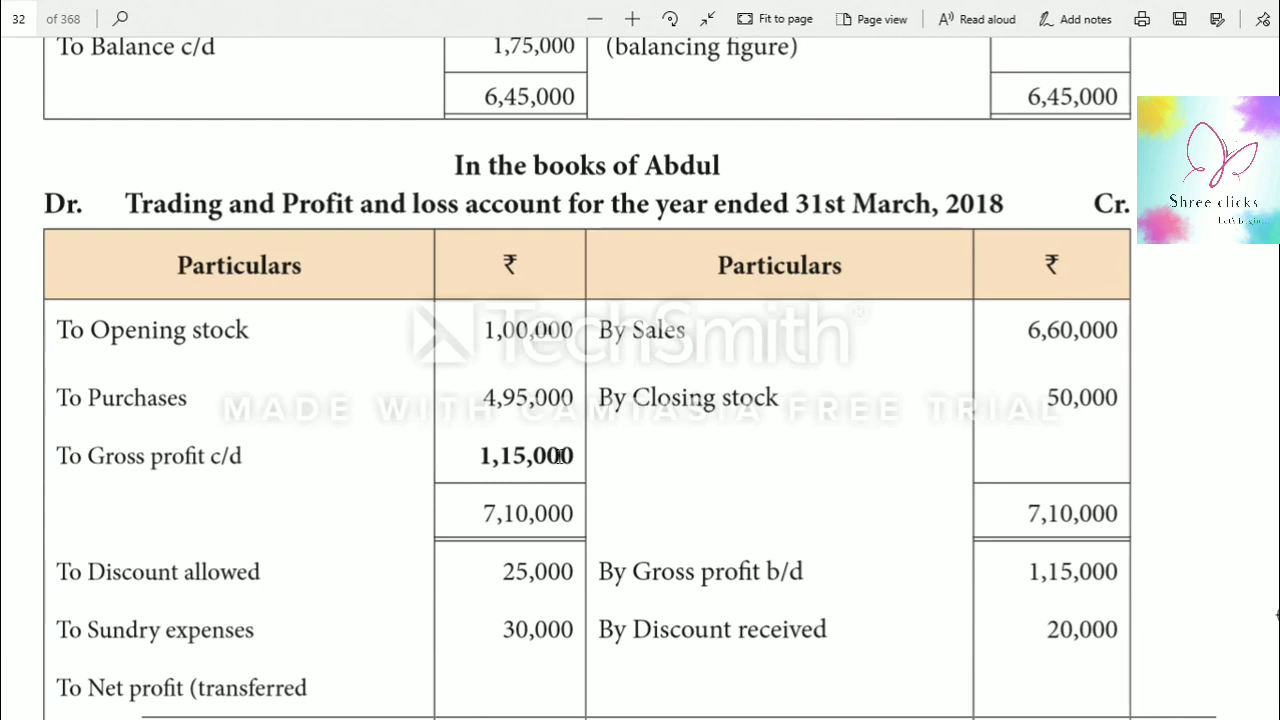 32 of 368 Fit to page Page view Read aloud Add notes
To Balance c/d 1,75,000 (balancing figure)
6,45,000 6,45,000
In the books of Abdul
Dr. Trading and Profit and loss account for the year ended 31st March, 2018 Cr.
Shree clicks
Let's begin
Particulars ₹ Particulars ₹
To Opening stock 1,00,000 By Sales 6,60,000
TechSmith®
To Purchases 4,95,000 By Closing stock 50,000
MADE WITH CAMTASIA FREE TRIAL
To Gross profit c/d 1,15,000
7,10,000 7,10,000
To Discount allowed 25,000 By Gross profit b/d 1,15,000
To Sundry expenses 30,000 By Discount received 20,000
To Net profit (transferred